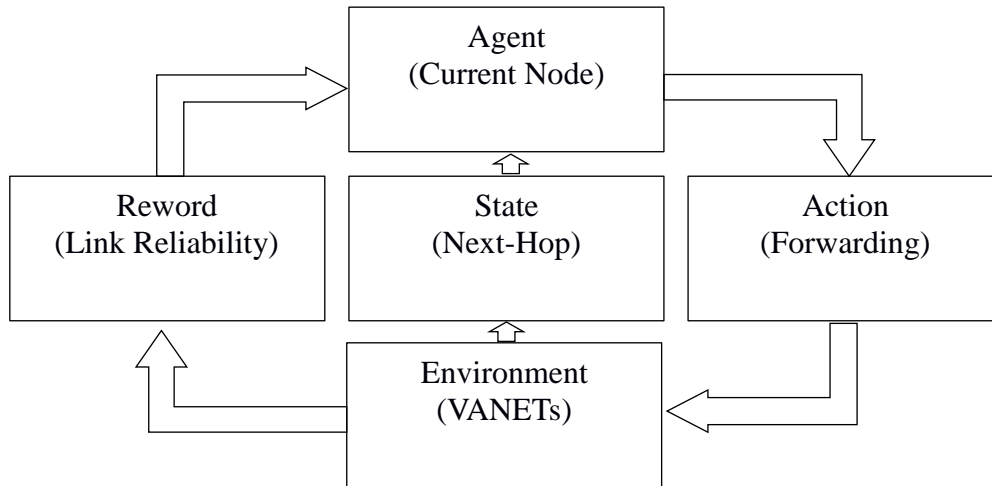 Agent
(Current Node)
Reword
(Link Reliability)
State
(Next-Hop)
Action
(Forwarding)
Environment
(VANETs)